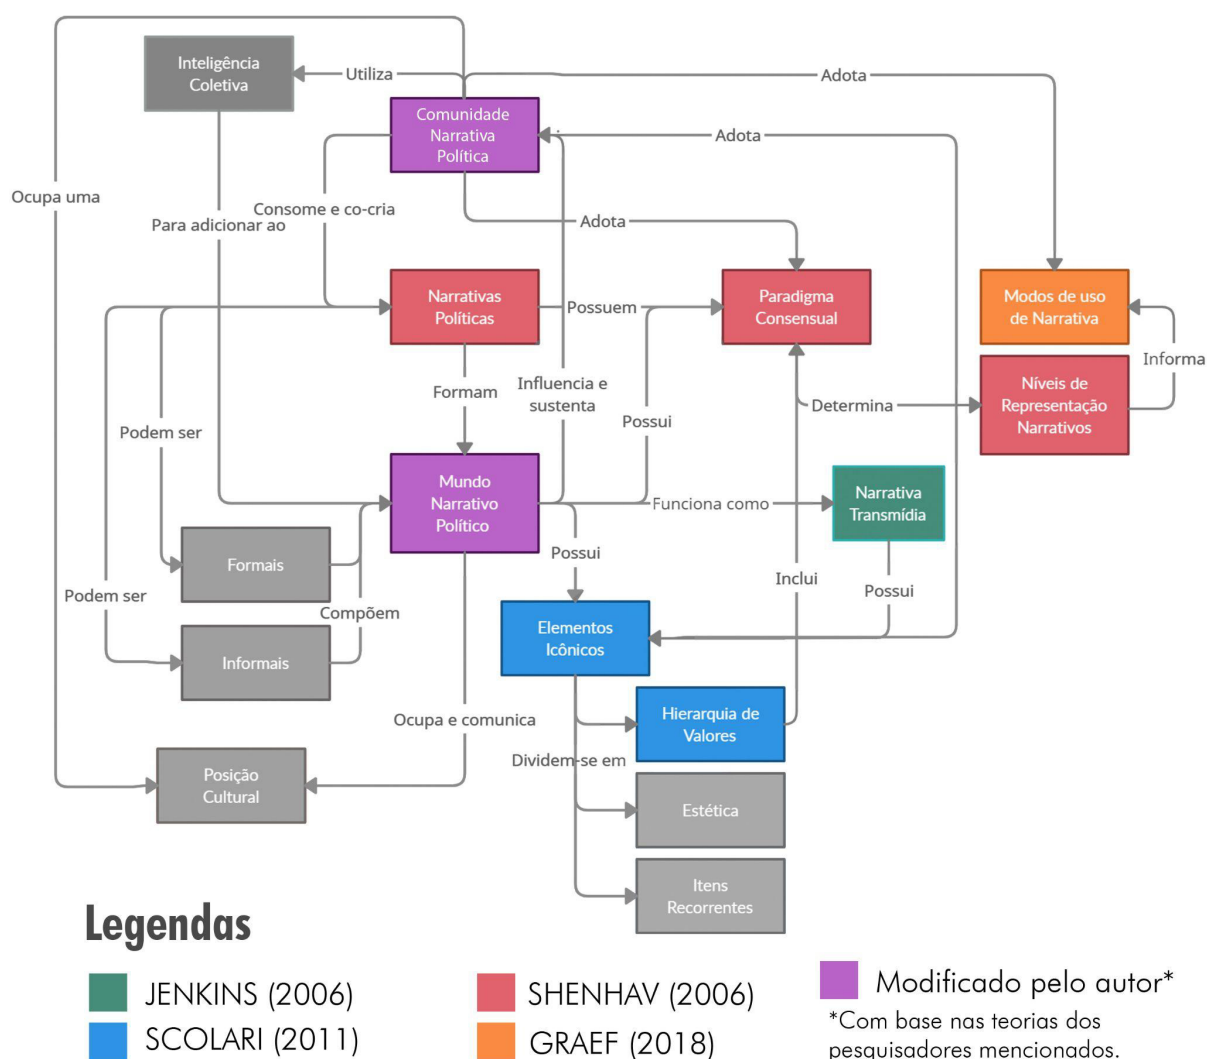 Inteligência
Coletiva
Utiliza
Adota
Comunidade
Narrativa
Política
Adota
Ocupa uma
Consome e co-cria
Para adicionar ao
Adota
Narrativas
Políticas
Possuem
Paradigma
Consensual
Modos de uso
de Narrativa
Informa
Formam
Influencia e
sustenta
Níveis de
Representação
Narrativos
Determina
Podem ser
Possui
Mundo
Narrativo
Político
Funciona como
Narrativa
Transmídia
Formais
Possui
Inclui
Possui
Podem ser
Compõem
Elementos
Icônicos
Informais
Ocupa e comunica
Hierarquia de
Valores
Dividem-se em
Posição
Cultural
Estética
Itens
Recorrentes
Legendas
JENKINS (2006)
SCOLARI (2011)
SHENHAV (2006)
GRAEF (2018)
Modificado pelo autor*
*Com base nas teorias dos
pesquisadores mencionados.